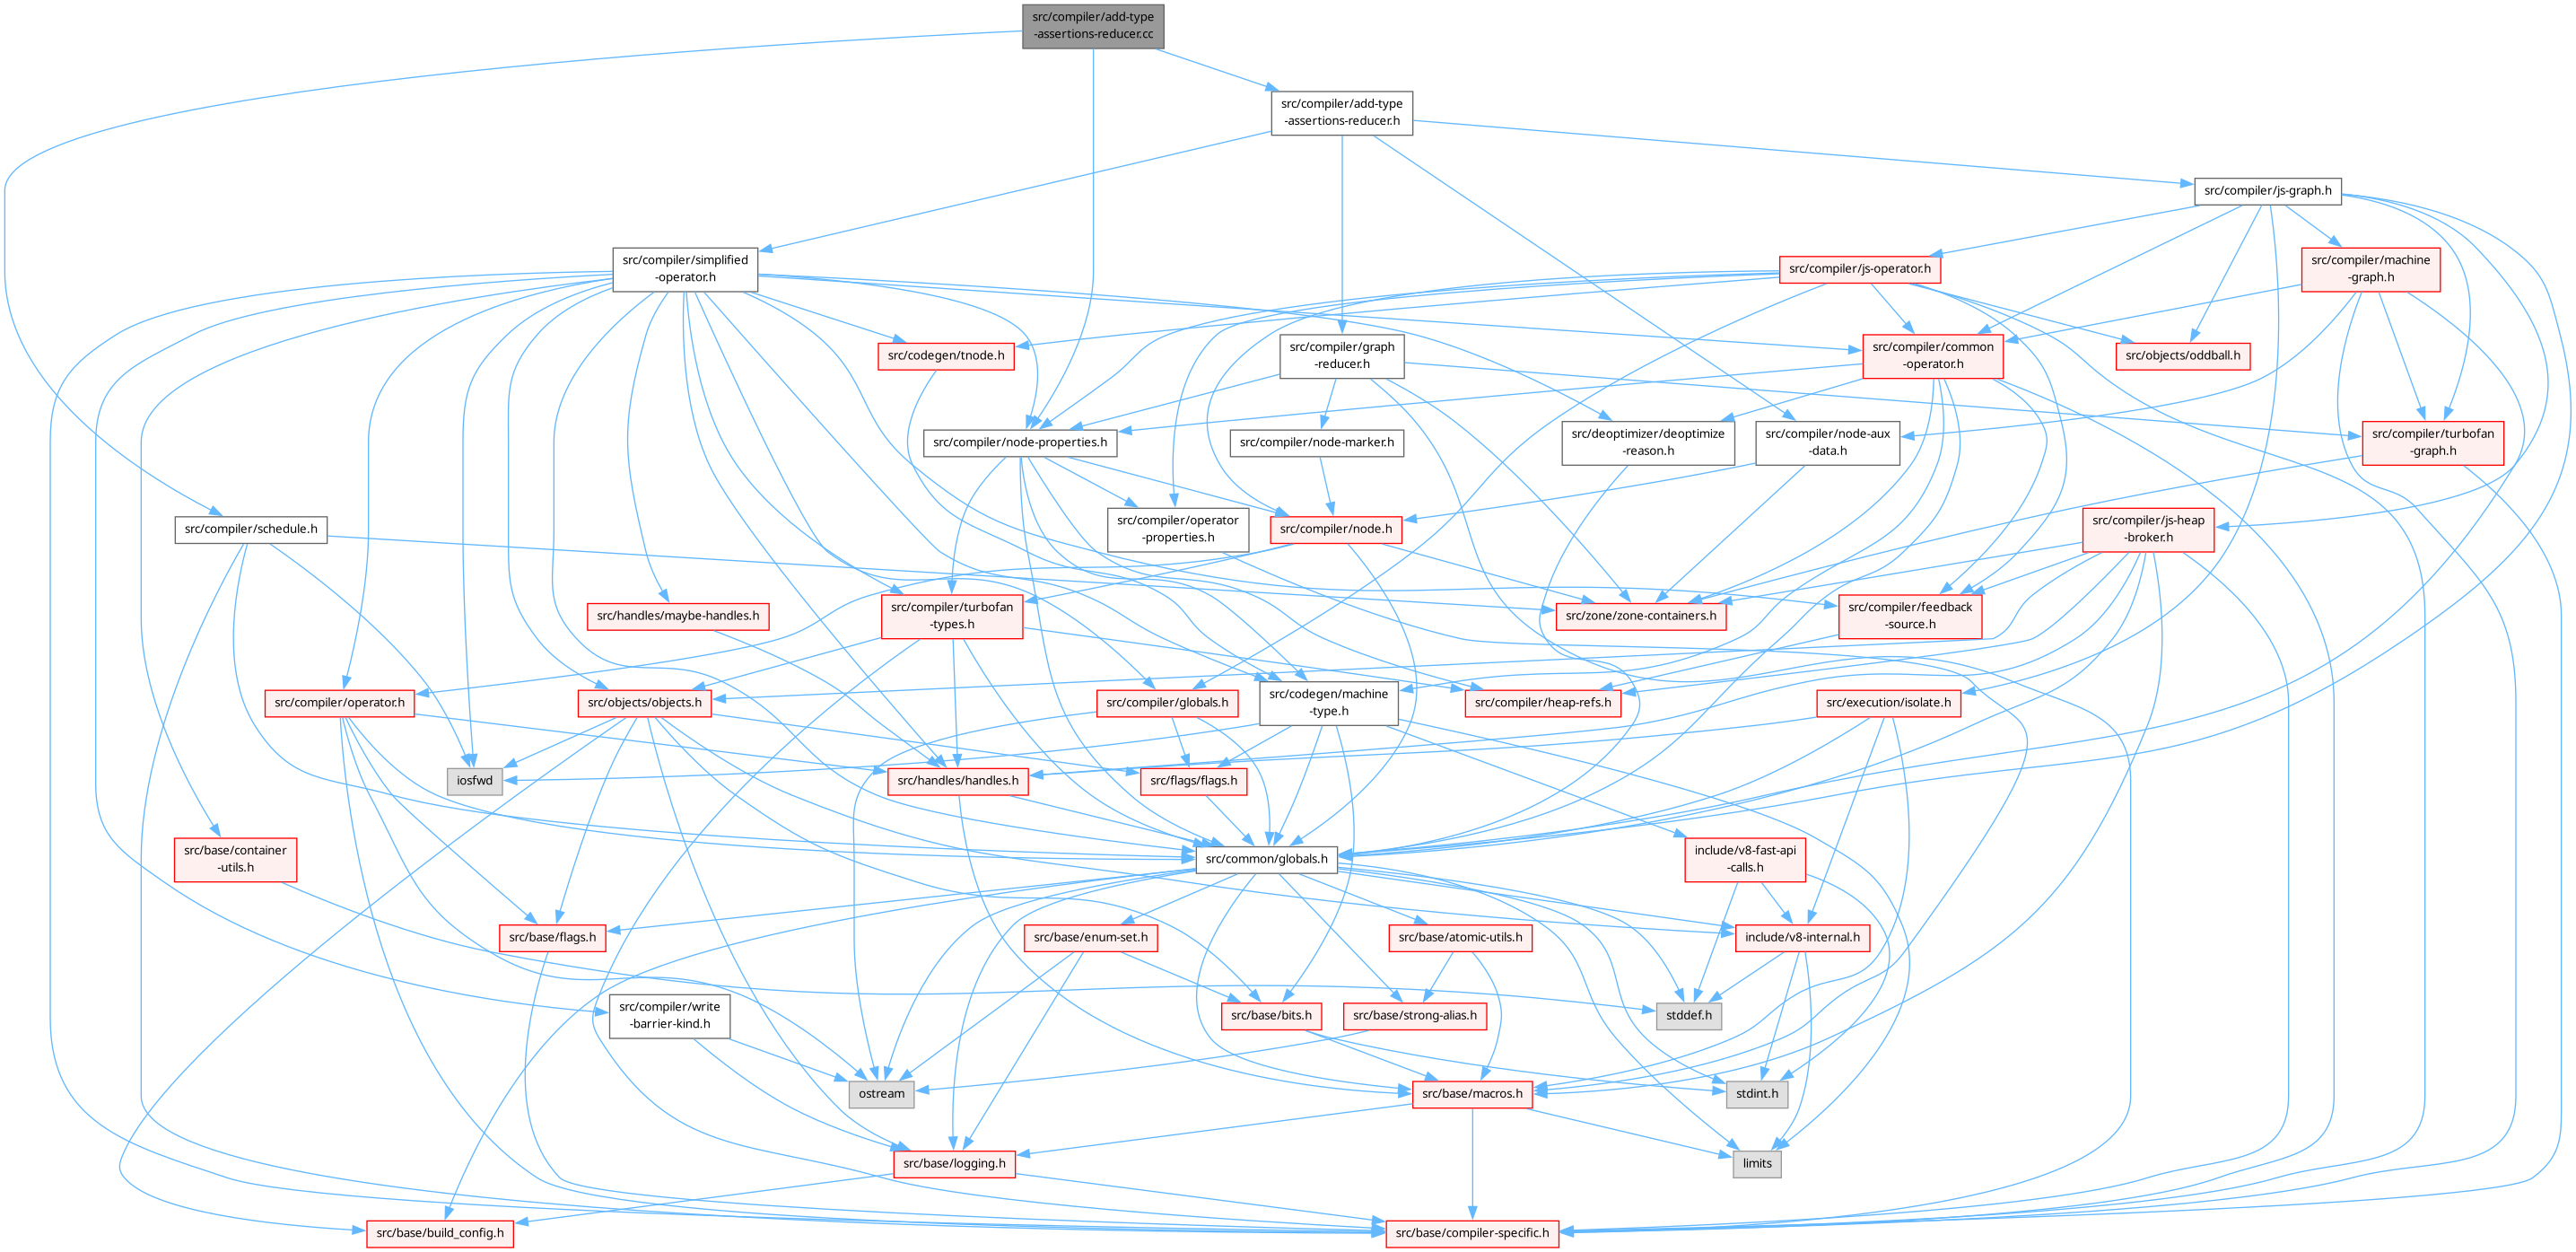 src/compiler/add-type
-assertions-reducer.cc
src/compiler/add-type
-assertions-reducer.h
src/compiler/js-graph.h
src/compiler/simplified
-operator.h
src/compiler/js-operator.h
src/compiler/machine
-graph.h
src/codegen/tnode.h
src/compiler/graph
-reducer.h
src/compiler/common
-operator.h
src/objects/oddball.h
src/compiler/node-properties.h
src/compiler/node-marker.h
src/deoptimizer/deoptimize
-reason.h
src/compiler/node-aux
-data.h
src/compiler/turbofan
-graph.h
src/compiler/schedule.h
src/compiler/operator
-properties.h
src/compiler/node.h
src/compiler/js-heap
-broker.h
src/handles/maybe-handles.h
src/compiler/turbofan
-types.h
src/zone/zone-containers.h
src/compiler/feedback
-source.h
src/compiler/operator.h
src/objects/objects.h
src/compiler/globals.h
src/codegen/machine
-type.h
src/compiler/heap-refs.h
src/execution/isolate.h
iosfwd
src/handles/handles.h
src/flags/flags.h
src/base/container
-utils.h
src/common/globals.h
include/v8-fast-api
-calls.h
src/base/flags.h
src/base/enum-set.h
src/base/atomic-utils.h
include/v8-internal.h
src/compiler/write
-barrier-kind.h
src/base/bits.h
src/base/strong-alias.h
stddef.h
ostream
src/base/macros.h
stdint.h
src/base/logging.h
limits
src/base/build_config.h
src/base/compiler-specific.h